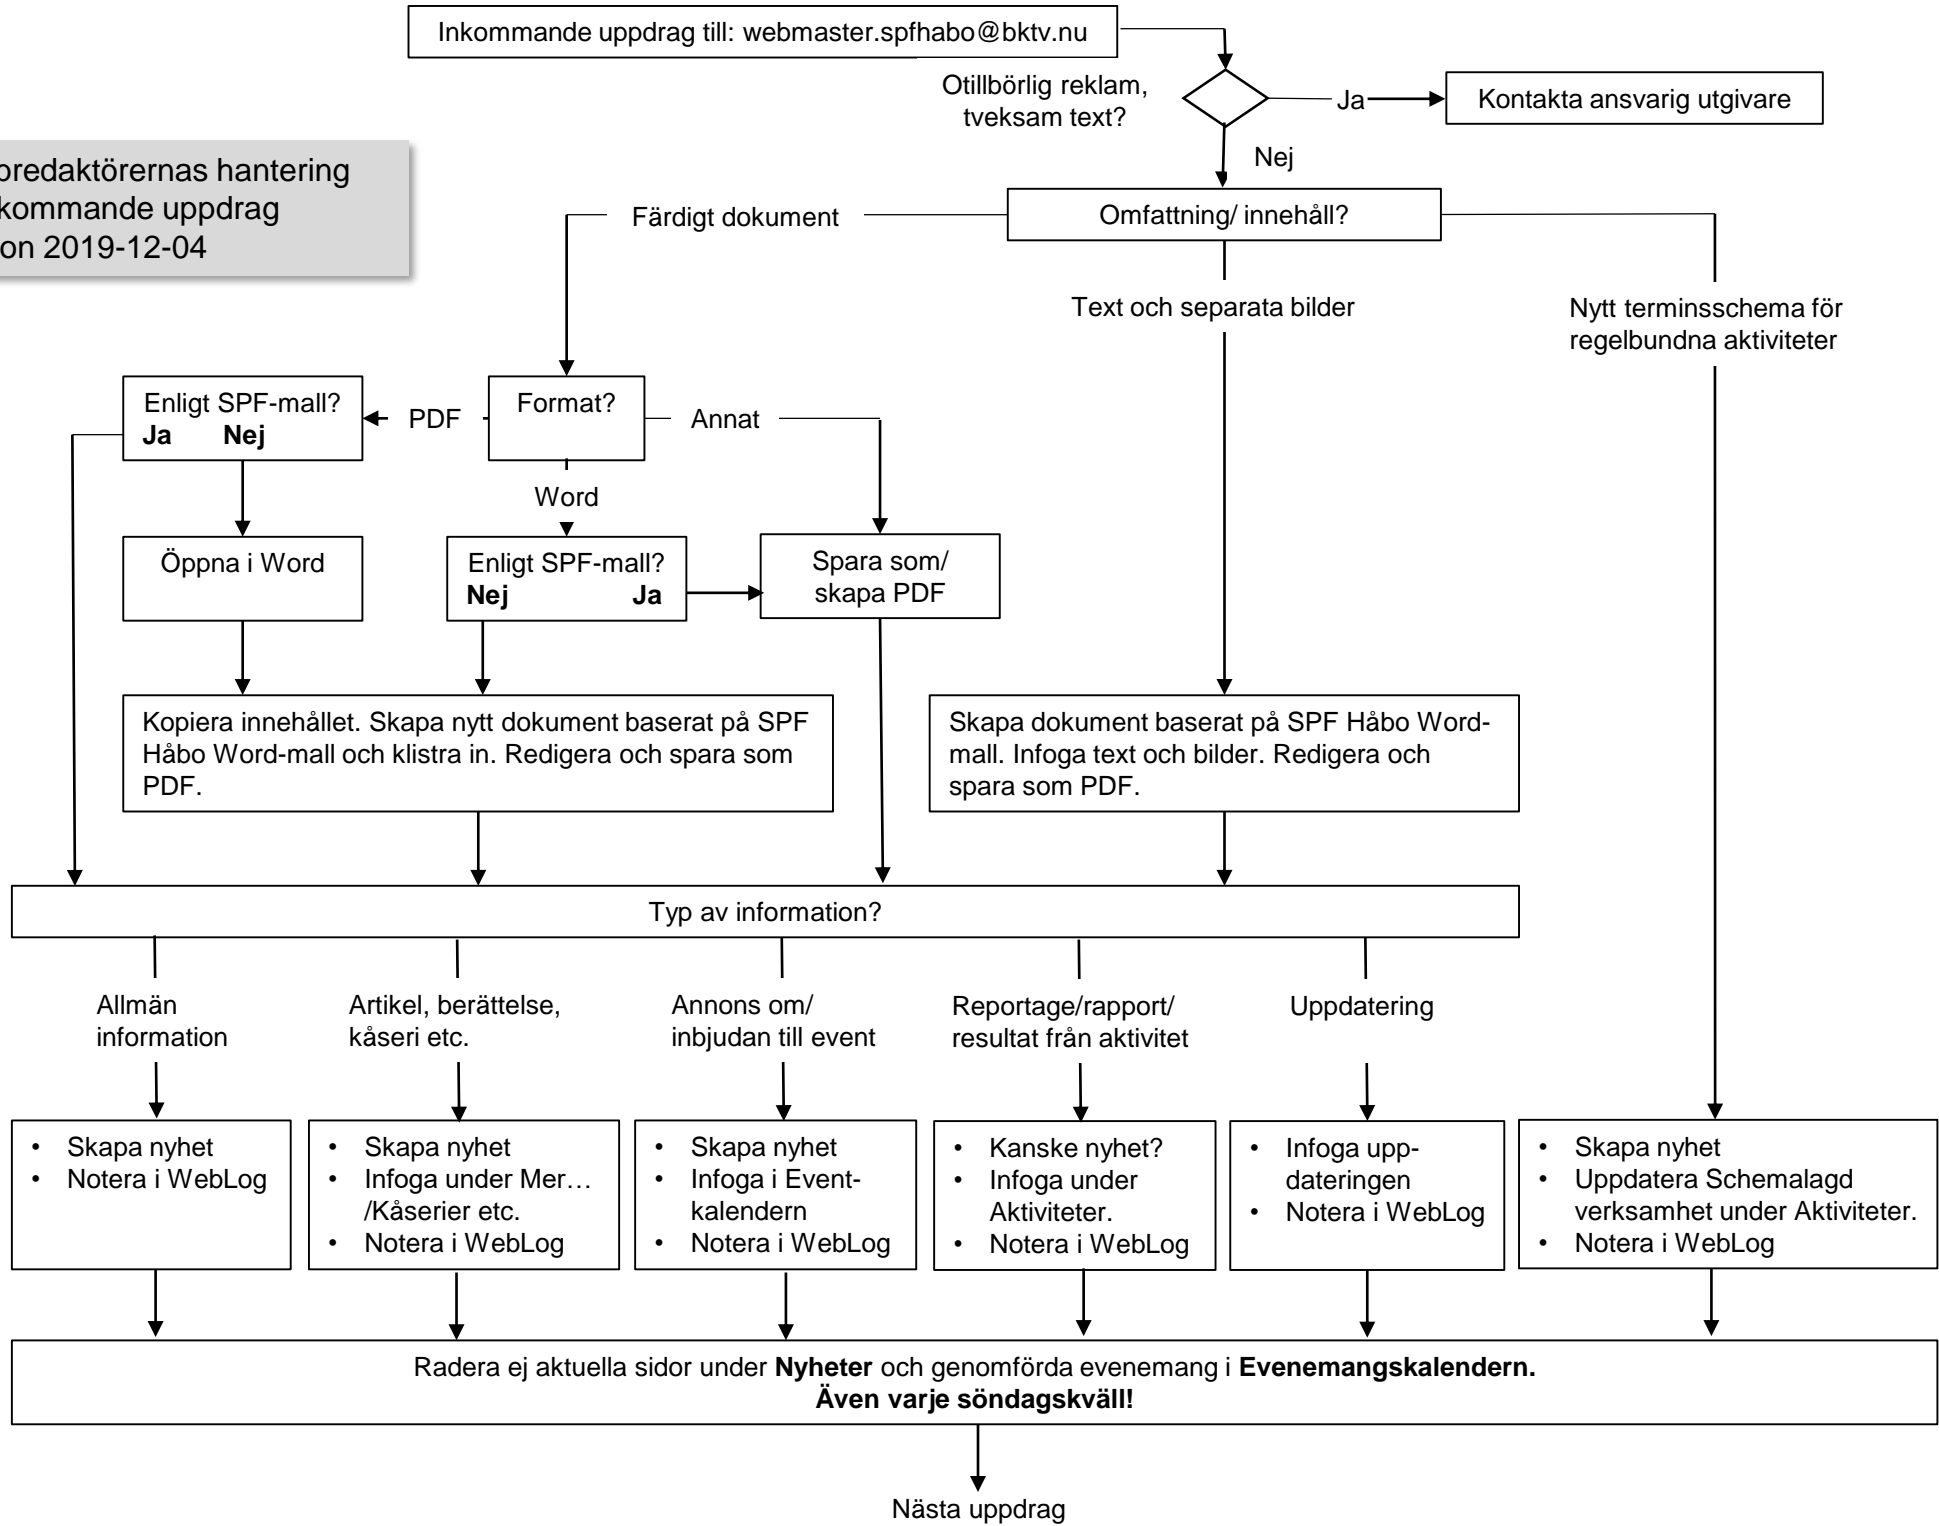 Inkommande uppdrag till: webmaster.spfhabo@bktv.nu
Otillbörlig reklam,
tveksam text?
Ja
Kontakta ansvarig utgivare
Nej
oredaktörernas hantering
kommande uppdrag
on 2019-12-04
Färdigt dokument
Omfattning/ innehåll?
Text och separata bilder
Nytt terminsschema för
regelbundna aktiviteter
Enligt SPF-mall?
Ja Nej
PDF
Format?
Annat
Word
Öppna i Word
Enligt SPF-mall?
Nej Ja
Spara som/
skapa PDF
Kopiera innehållet. Skapa nytt dokument baserat på SPF
Håbo Word-mall och klistra in. Redigera och spara som
PDF.
Skapa dokument baserat på SPF Håbo Word-
mall. Infoga text och bilder. Redigera och
spara som PDF.
Typ av information?
Allmän
information
Artikel, berättelse,
kåseri etc.
Annons om/
inbjudan till event
Reportage/rapport/
resultat från aktivitet
Uppdatering
• Skapa nyhet
• Notera i WebLog
• Skapa nyhet
• Infoga under Mer…
/Kåserier etc.
• Notera i WebLog
• Skapa nyhet
• Infoga i Event-
kalendern
• Notera i WebLog
• Kanske nyhet?
• Infoga under
Aktiviteter.
• Notera i WebLog
• Infoga upp-
dateringen
• Notera i WebLog
• Skapa nyhet
• Uppdatera Schemalagd
verksamhet under Aktiviteter.
• Notera i WebLog
Radera ej aktuella sidor under Nyheter och genomförda evenemang i Evenemangskalendern.
Även varje söndagskväll!
Nästa uppdrag